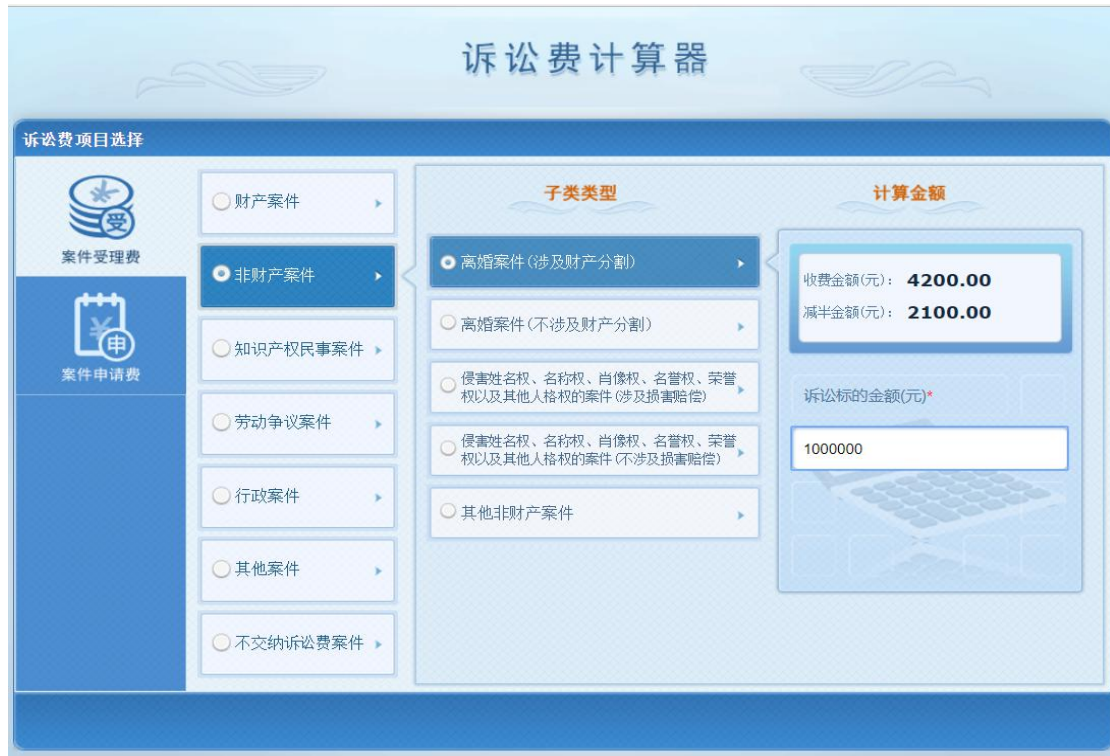 诉讼费计算器
诉讼费项目选择
受
案件受理费
申
案件申请费
财产案件
非财产案件
知识产权民事案件
劳动争议案件
行政案件
其他案件
不交纳诉讼费案件
子类类型
离婚案件(涉及财产分割)
离婚案件(不涉及财产分割)
侵害姓名权、名称权、肖像权、名誉权、荣誉
权以及其他人格权的案件(涉及损害赔偿)
侵害姓名权、名称权、肖像权、名誉权、荣誉
权以及其他人格权的案件(不涉及损害赔偿)
其他非财产案件
计算金额
收费金额(元): 4200.00
减半金额(元): 2100.00
诉讼标的金额(元)*
1000000